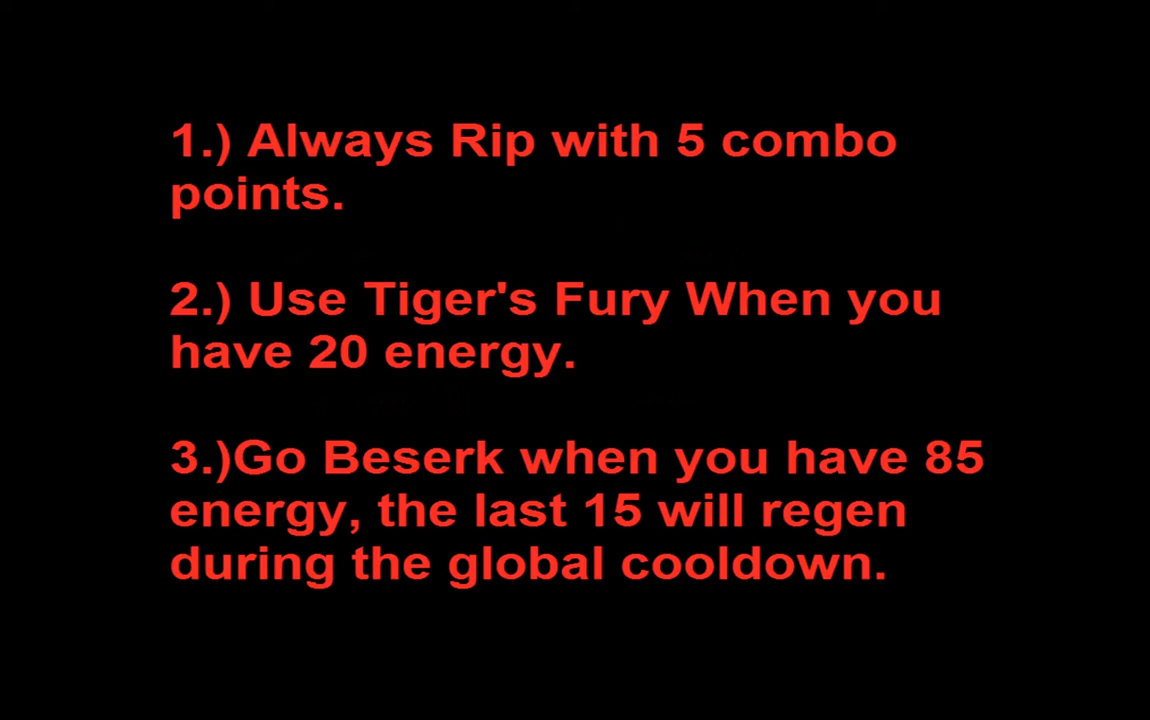 1.) Always Rip with 5 combo
points.
2.) Use Tiger's Fury When you
have 20 energy.
3.)Go Beserk when you have 85
energy, the last 15 will regen
during the global cooldown.